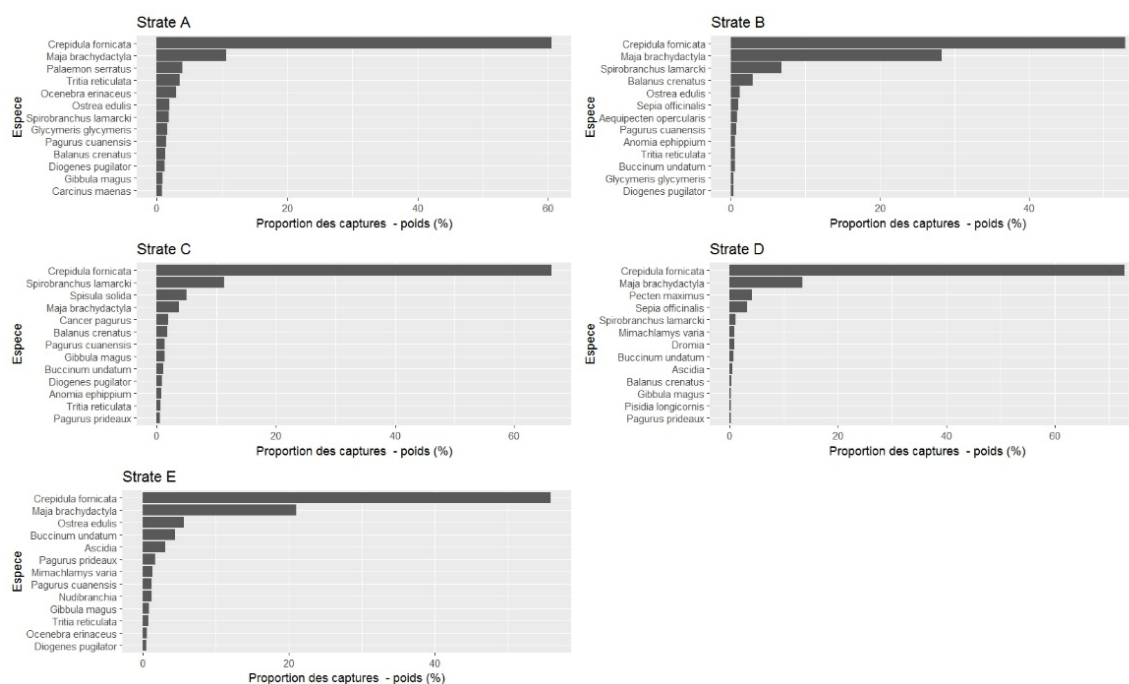 Strate A
Espece
Crepidula fornicata
Maja brachydactyla
Palaemon serratus
Tritia reticulata
Ocenebra erinaceus
Ostrea edulis
Spirobranchus lamarcki
Glycymeris glycymeris
Pagurus cuanensis
Balanus crenatus
Diogenes pugilator
Gibbula magus
Carcinus maenas
0 20 40 60
Proportion des captures - poids (%)
Strate B
Espece
Crepidula fornicata
Maja brachydactyla
Spirobranchus lamarcki
Balanus crenatus
Ostrea edulis
Sepia officinalis
Aequipecten opercularis
Pagurus cuanensis
Anomia ephippium
Tritia reticulata
Buccinum undatum
Glycymeris glycymeris
Diogenes pugilator
0 20 40
Proportion des captures - poids (%)
Strate C
Espece
Crepidula fornicata
Spirobranchus lamarcki
Spisula solida
Maja brachydactyla
Cancer pagurus
Balanus crenatus
Pagurus cuanensis
Gibbula magus
Buccinum undatum
Diogenes pugilator
Anomia ephippium
Tritia reticulata
Pagurus prideaux
0 20 40 60
Proportion des captures - poids (%)
Strate D
Espece
Crepidula fornicata
Maja brachydactyla
Pecten maximus
Sepia officinalis
Spirobranchus lamarcki
Mimachlamys varia
Dromia
Buccinum undatum
Ascidia
Balanus crenatus
Gibbula magus
Pisidia longicornis
Pagurus prideaux
0 20 40 60
Proportion des captures - poids (%)
Strate E
Espece
Crepidula fornicata
Maja brachydactyla
Ostrea edulis
Buccinum undatum
Ascidia
Pagurus prideaux
Mimachlamys varia
Pagurus cuanensis
Nudibranchia
Gibbula magus
Tritia reticulata
Ocenebra erinaceus
Diogenes pugilator
0 20 40
Proportion des captures - poids (%)